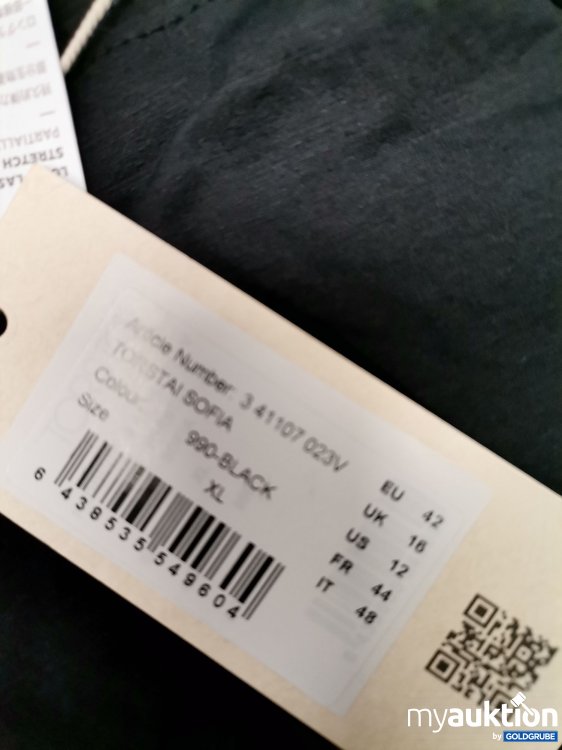 Article Number: 3 41107 023V
TORSTAI SOFIA
Colour: 990-BLACK
Size XL
EU 42
UK 16
US 12
FR 44
IT 48
6 438535 549604
STRETCH
myauktion
by GOLDGRUBE